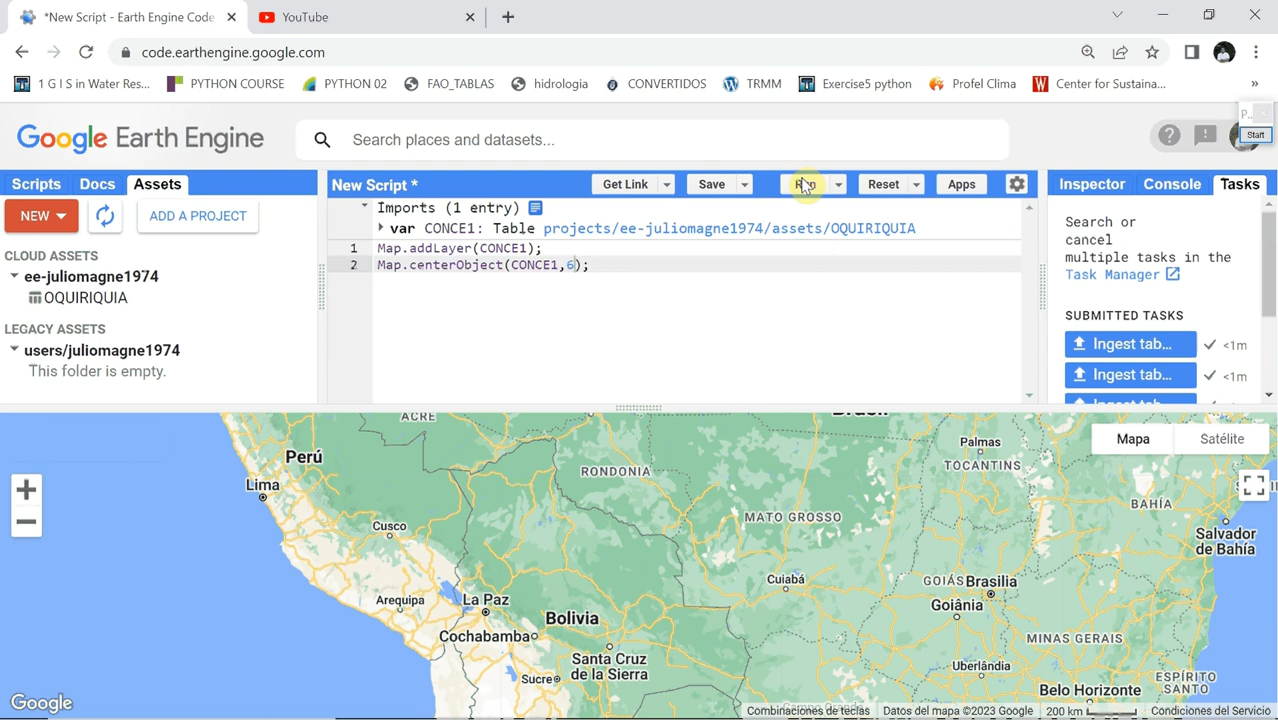 *New Script - Earth Engine Code
YouTube
code.earthengine.google.com
1 G I S in Water Res...
PYTHON COURSE
PYTHON 02
FAO_TABLAS
hidrologia
CONVERTIDOS
TRMM
Exercise5 python
Profel Clima
Center for Sustaina...
»
Google Earth Engine
Search places and datasets...
P...
Start
Scripts
Docs
Assets
New Script *
Get Link
Save
Run
Reset
Apps
Inspector
Console
Tasks
NEW
ADD A PROJECT
CLOUD ASSETS
ee-juliomagne1974
OQUIRIQUIA
LEGACY ASSETS
users/juliomagne1974
This folder is empty.
Imports (1 entry)
var CONCE1: Table projects/ee-juliomagne1974/assets/OQUIRIQUIA
1 Map.addLayer(CONCE1);
2 Map.centerObject(CONCE1,6);
Search or
cancel
multiple tasks in the
Task Manager
SUBMITTED TASKS
Ingest tab... <1m
Ingest tab... <1m
ACRE
Brasil
Mapa
Satélite
Perú
Lima
Cusco
RONDONIA
Palmas
TOCANTINS
MATO GROSSO
BAHÍA
Salvador
de Bahía
Arequipa
La Paz
Cochabamba
Bolivia
Santa Cruz
de la Sierra
Sucre
Cuiabá
GOIÁS
Brasilia
Goiânia
MINAS GERAIS
Uberlândia
Belo Horizonte
ESPÍRITO
SANTO
Google
Combinaciones de teclas
Datos del mapa ©2023 Google
200 km
Condiciones del Servicio